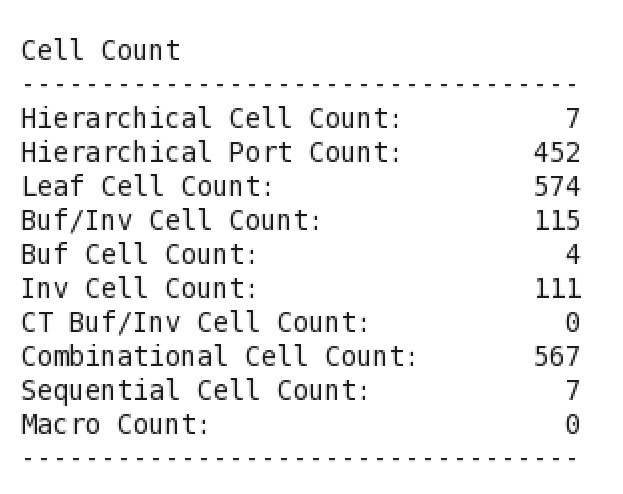 Cell Count
-----------------------------------
Hierarchical Cell Count:          7
Hierarchical Port Count:        452
Leaf Cell Count:                574
Buf/Inv Cell Count:             115
Buf Cell Count:                   4
Inv Cell Count:                 111
CT Buf/Inv Cell Count:            0
Combinational Cell Count:       567
Sequential Cell Count:            7
Macro Count:                      0
-----------------------------------